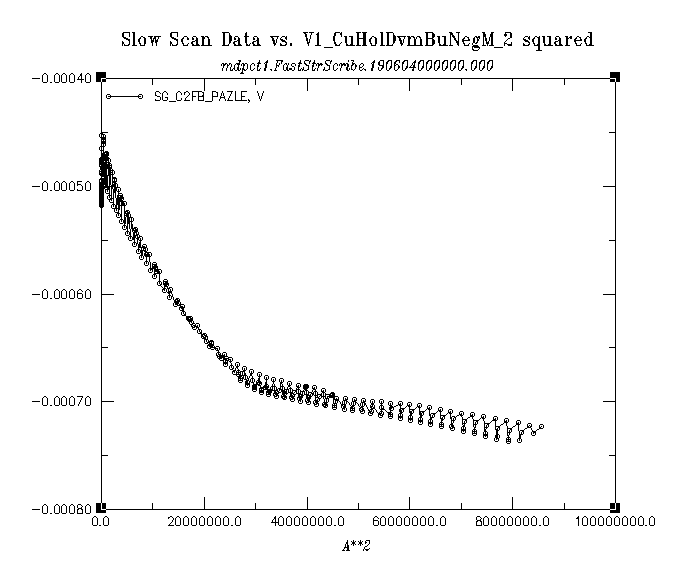 Slow Scan Data vs. V1_CuHolDvmBuNegM_2 squared
mdpct1.FastStrScribe.190604000000.000
-0.00040
SG_C2FB_PAZLE, V
-0.00050
-0.00060
-0.00070
-0.00080
0.0 20000000.0 40000000.0 60000000.0 80000000.0 100000000.0
A**2